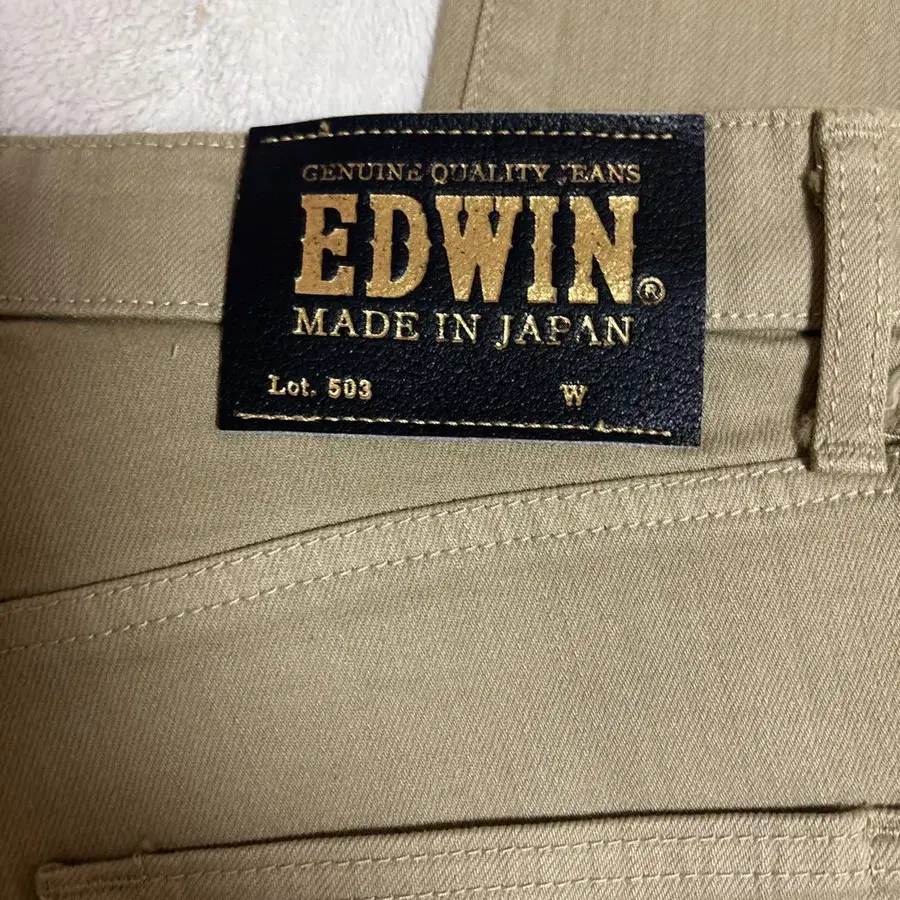 GENUINE QUALITY JEANS
EDWIN®
MADE IN JAPAN
Lot. 503 W